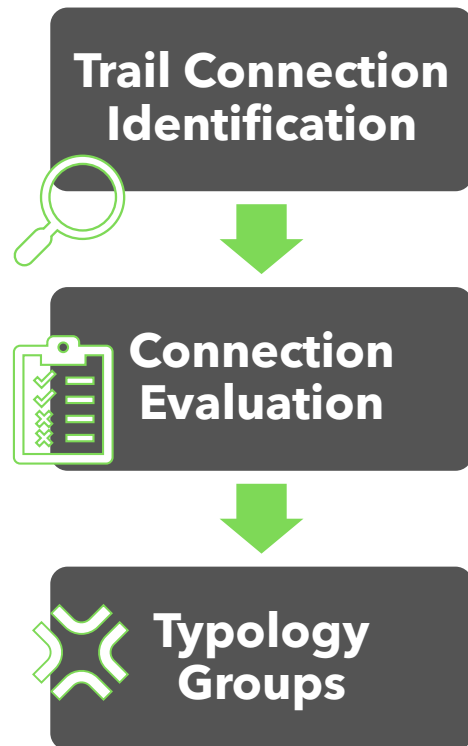 Trail Connection
Identification
Connection
Evaluation
Typology
Groups